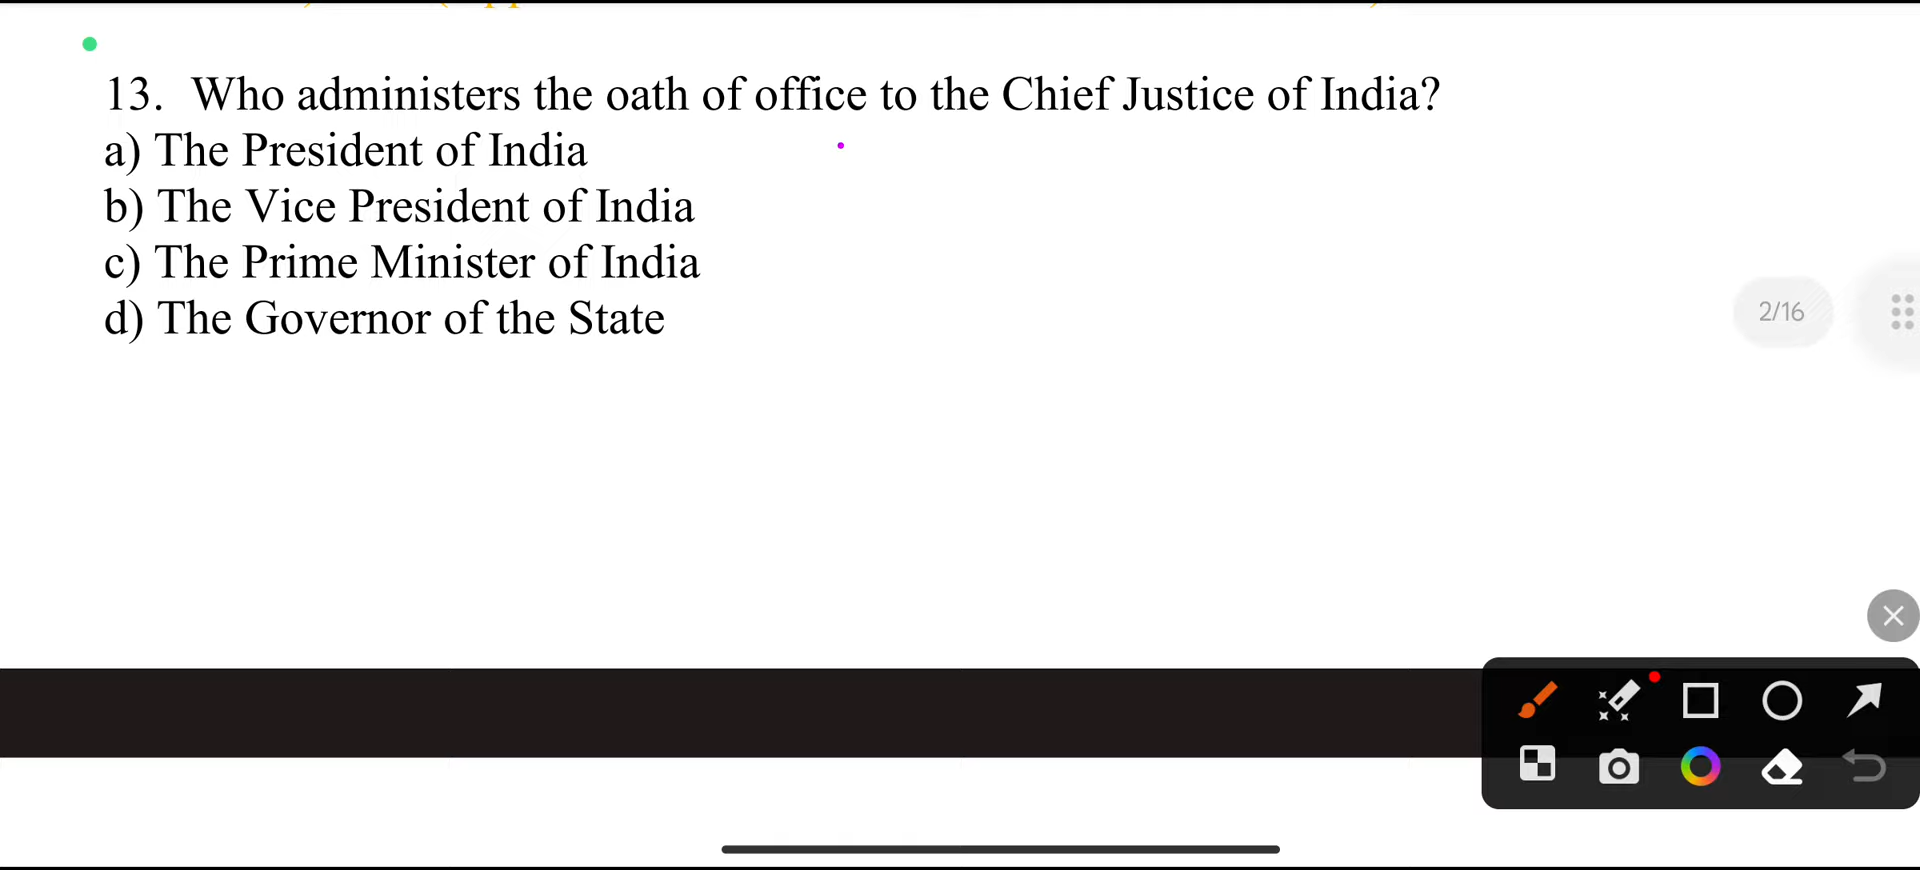 13. Who administers the oath of office to the Chief Justice of India?
a) The President of India
b) The Vice President of India
c) The Prime Minister of India
d) The Governor of the State
2/16